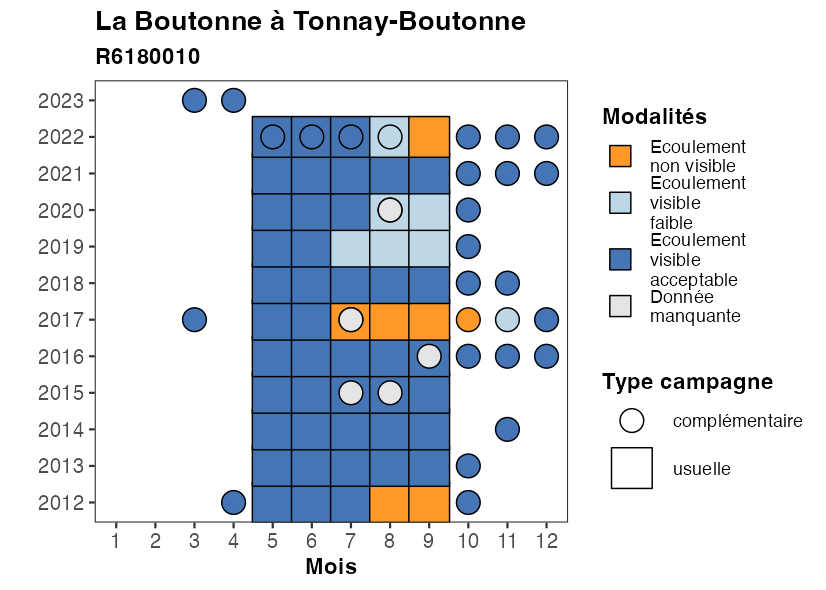 La Boutonne à Tonnay-Boutonne
R6180010
2023
2022
2021
2020
2019
2018
2017
2016
2015
2014
2013
2012
1 2 3 4 5 6 7 8 9 10 11 12
Mois
Modalités
Ecoulement
non visible
Ecoulement
visible
faible
Ecoulement
visible
acceptable
Donnée
manquante
Type campagne
complémentaire
usuelle